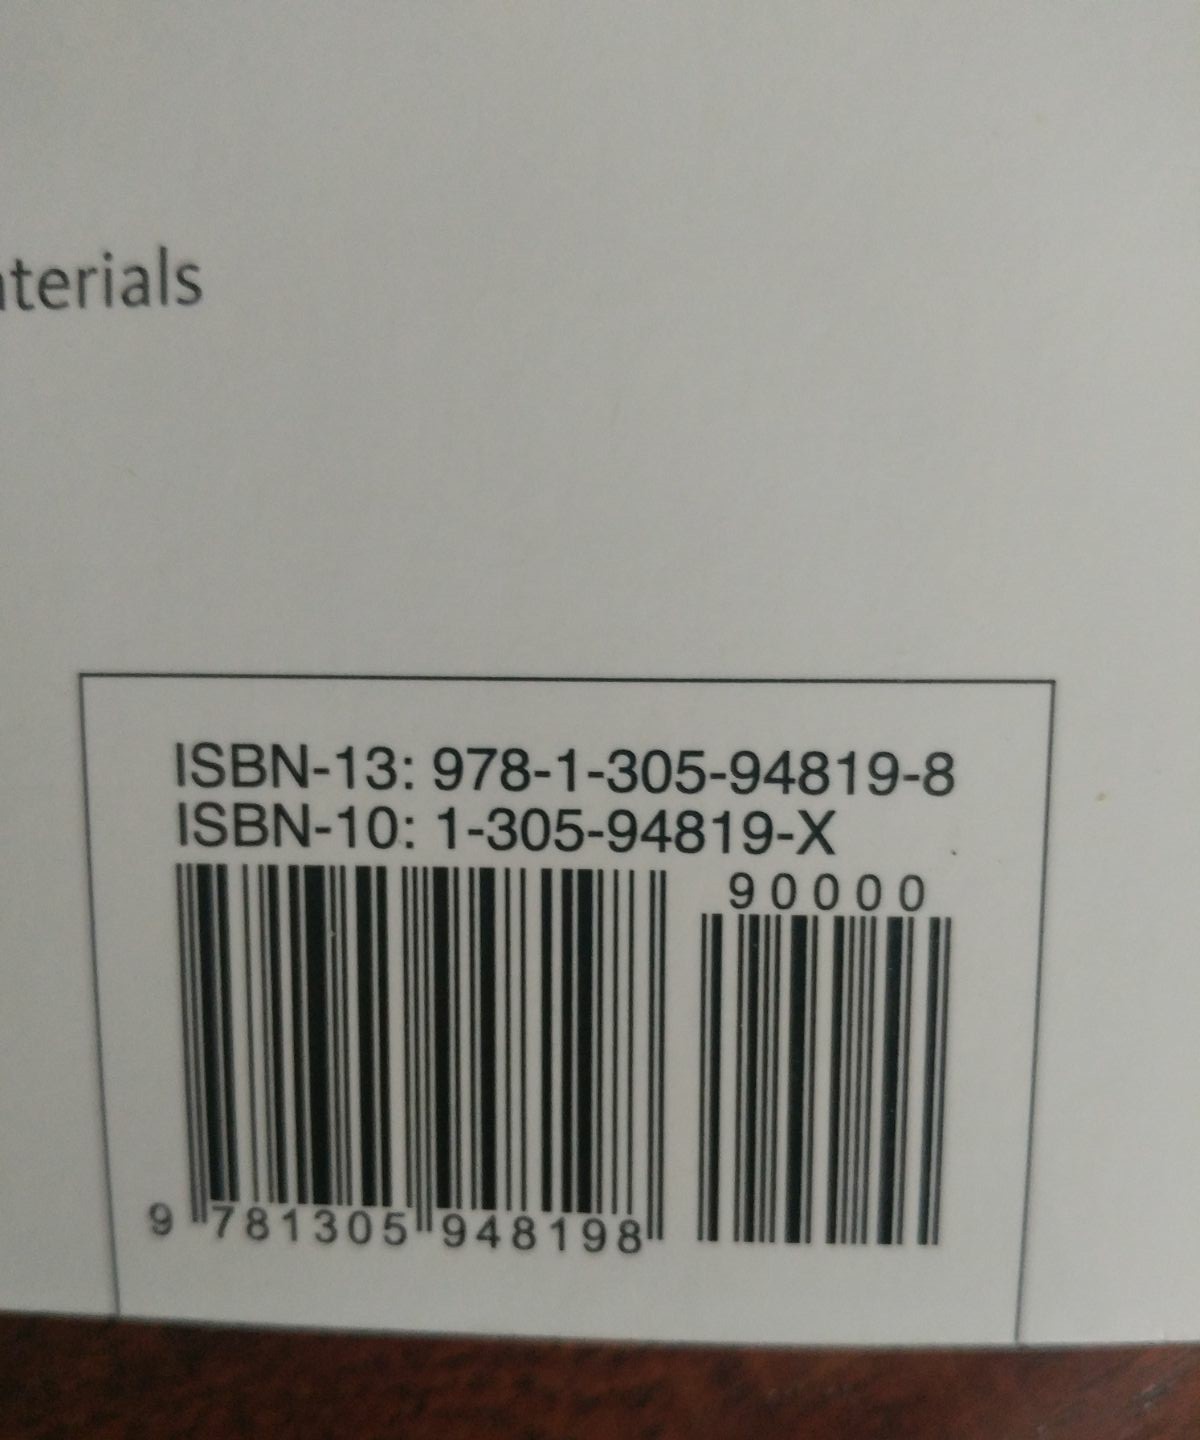 aterials
ISBN-13: 978-1-305-94819-8
ISBN-10: 1-305-94819-X
90000
9 781305 948198